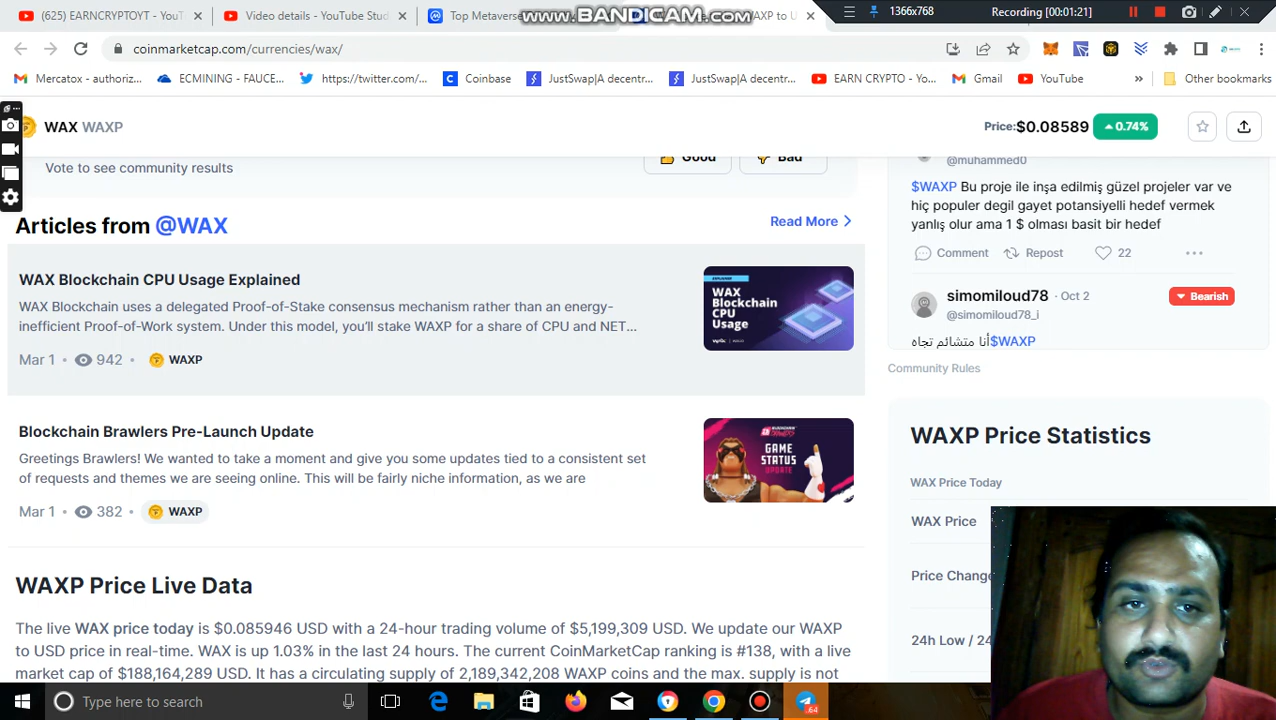 (625) EARNCRYPTOYT - YouT
Video details - YouTube Stud
Top Metaverse
WAXP to U
www.BANDICAM.com
1366x768
Recording [00:01:21]
coinmarketcap.com/currencies/wax/
Mercatox - authoriz...
ECMINING - FAUCE...
https://twitter.com/...
Coinbase
JustSwap|A decentr...
JustSwap|A decentr...
EARN CRYPTO - Yo...
Gmail
YouTube
»
Other bookmarks
WAX WAXP
Price:$0.08589
0.74%
Vote to see community results
Good
Bad
Articles from @WAX
Read More
WAX Blockchain CPU Usage Explained
WAX Blockchain uses a delegated Proof-of-Stake consensus mechanism rather than an energy-
inefficient Proof-of-Work system. Under this model, you'll stake WAXP for a share of CPU and NET...
Mar 1 • 942 • WAXP
WAX
Blockchain
CPU
Usage
Blockchain Brawlers Pre-Launch Update
Greetings Brawlers! We wanted to take a moment and give you some updates tied to a consistent set
of requests and themes we are seeing online. This will be fairly niche information, as we are
Mar 1 • 382 • WAXP
GAME
STATUS
UPDATE
WAXP Price Live Data
The live WAX price today is $0.085946 USD with a 24-hour trading volume of $5,199,309 USD. We update our WAXP
to USD price in real-time. WAX is up 1.03% in the last 24 hours. The current CoinMarketCap ranking is #138, with a live
market cap of $188,164,289 USD. It has a circulating supply of 2,189,342,208 WAXP coins and the max. supply is not
@muhammed0
$WAXP Bu proje ile inşa edilmiş güzel projeler var ve
hiç populer degil gayet potansiyelli hedef vermek
yanlış olur ama 1 $ olması basit bir hedef
Comment
Repost
22
simomiloud78 · Oct 2
Bearish
@simomiloud78_i
أنا متشائم تجاه $WAXP
Community Rules
WAXP Price Statistics
WAX Price Today
WAX Price
Price Change
24h Low / 24
Type here to search
64